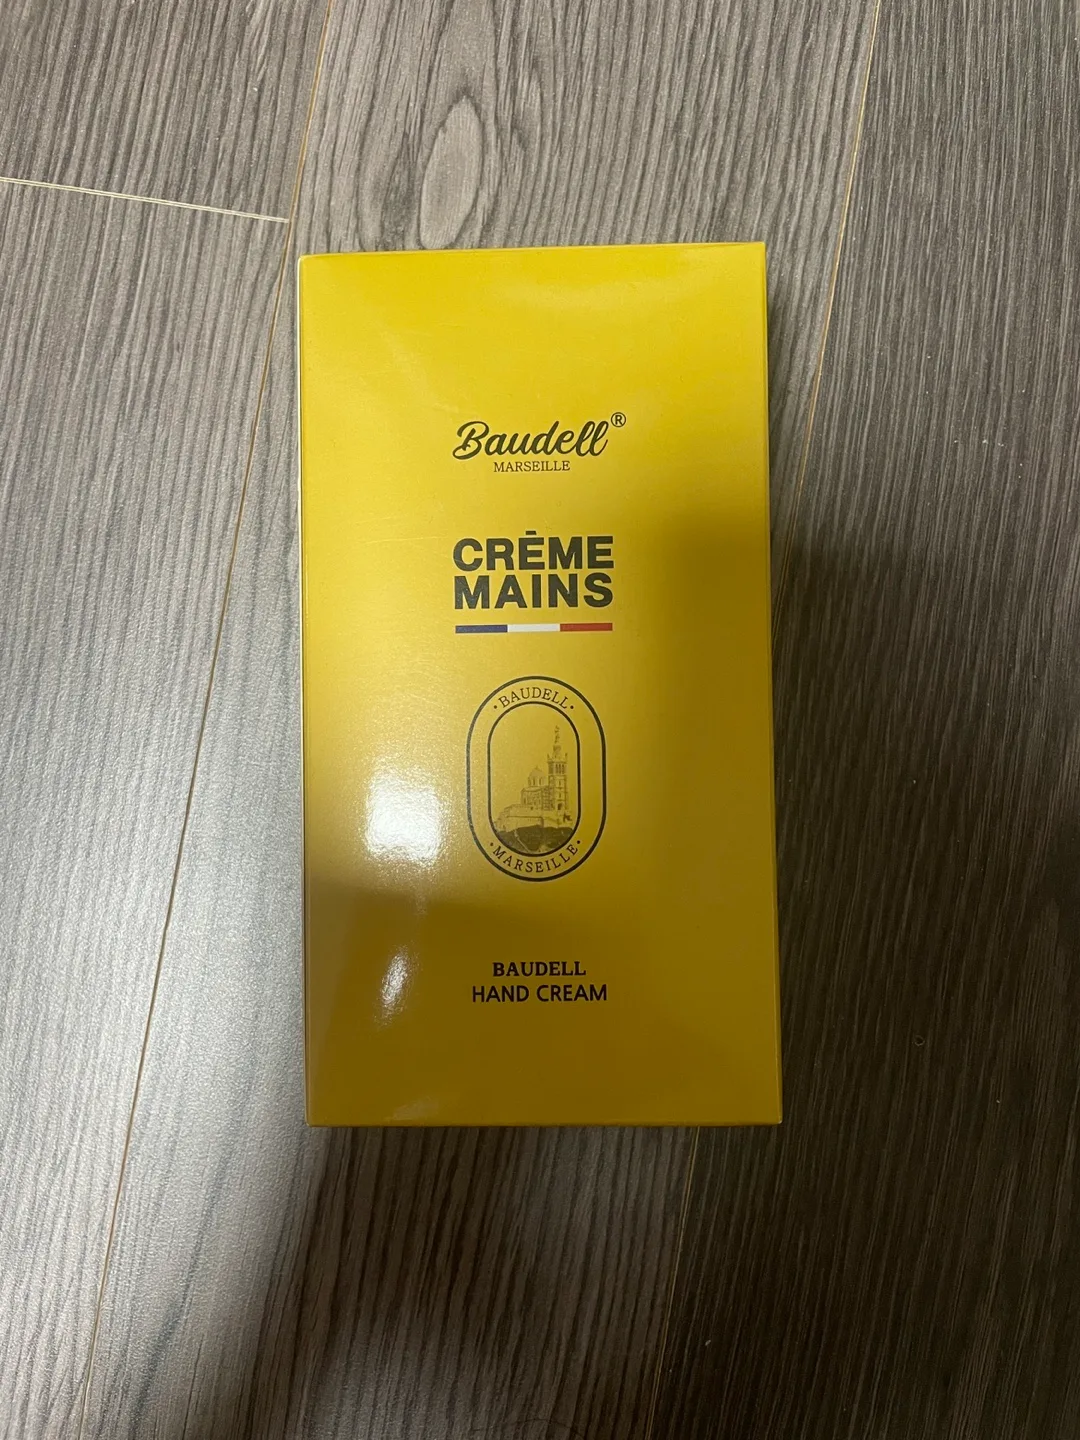 Baudell®
MARSEILLE
CRÈME
MAINS
• BAUDELL •
• MARSEILLE •
BAUDELL
HAND CREAM